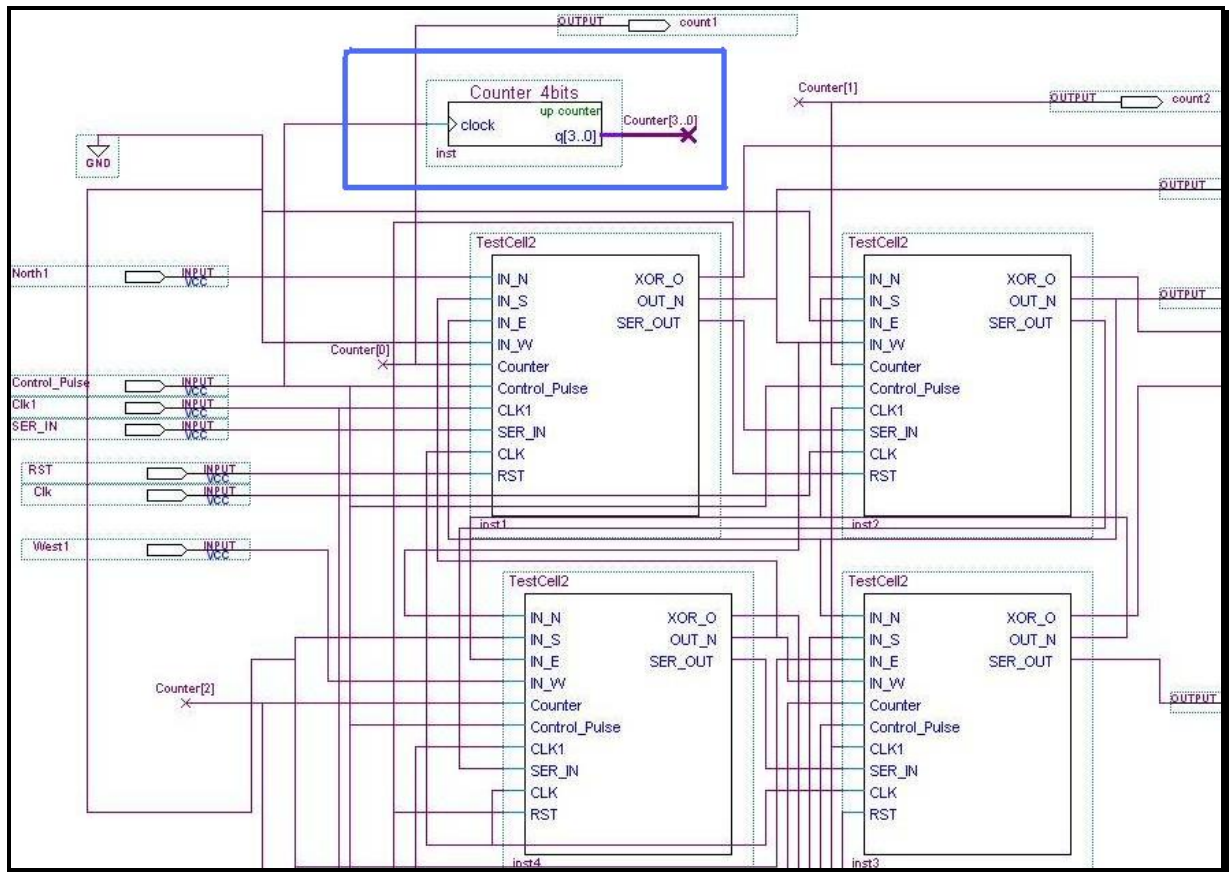 OUTPUT count1
Counter 4bits
up counter
clock
q[3..0]
inst
Counter[3..0]
Counter[1]
OUTPUT count2
GND
OUTPUT
OUTPUT
North1 INPUT VCC
Counter[0]
Control_Pulse INPUT VCC
Clk1 INPUT VCC
SER_IN INPUT VCC
RST INPUT VCC
Clk INPUT VCC
West1 INPUT VCC
Counter[2]
TestCell2
IN_N XOR_O
IN_S OUT_N
IN_E SER_OUT
IN_W
Counter
Control_Pulse
CLK1
SER_IN
CLK
RST
inst1
TestCell2
IN_N XOR_O
IN_S OUT_N
IN_E SER_OUT
IN_W
Counter
Control_Pulse
CLK1
SER_IN
CLK
RST
inst2
TestCell2
IN_N XOR_O
IN_S OUT_N
IN_E SER_OUT
IN_W
Counter
Control_Pulse
CLK1
SER_IN
CLK
RST
inst4
TestCell2
IN_N XOR_O
IN_S OUT_N
IN_E SER_OUT
IN_W
Counter
Control_Pulse
CLK1
SER_IN
CLK
RST
inst3
OUTPUT